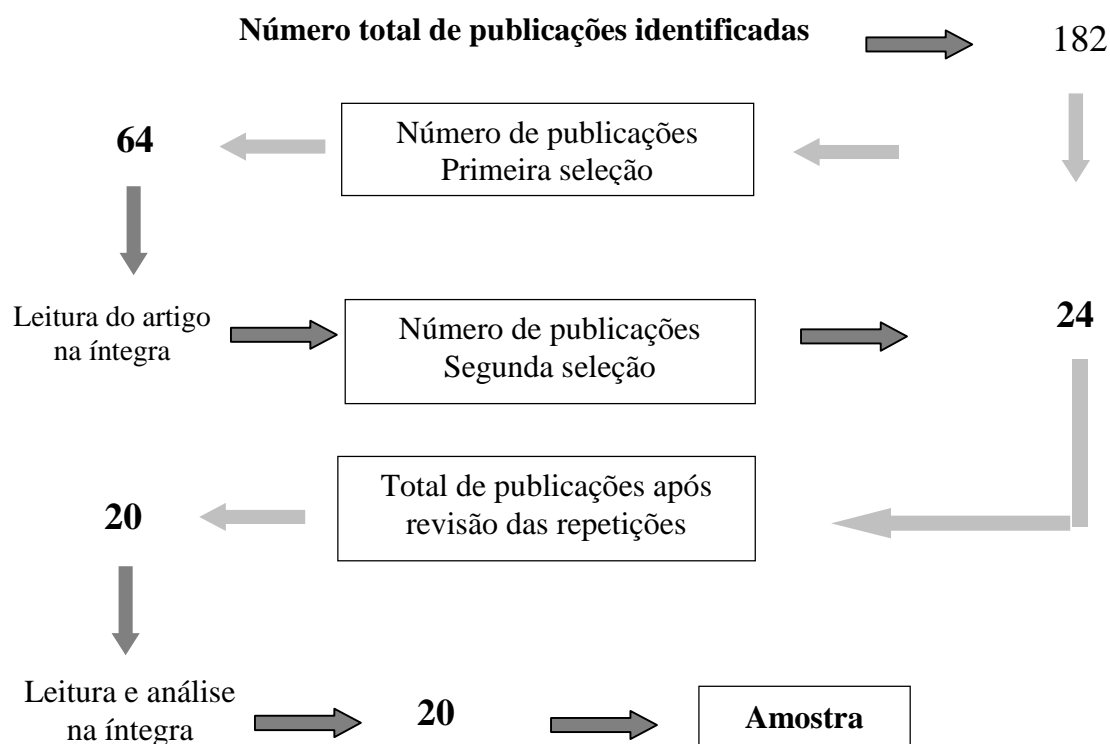 Número total de publicações identificadas
182
Número de publicações
Primeira seleção
64
Leitura do artigo
na íntegra
Número de publicações
Segunda seleção
24
Total de publicações após
revisão das repetições
20
Leitura e análise
na íntegra
20
Amostra